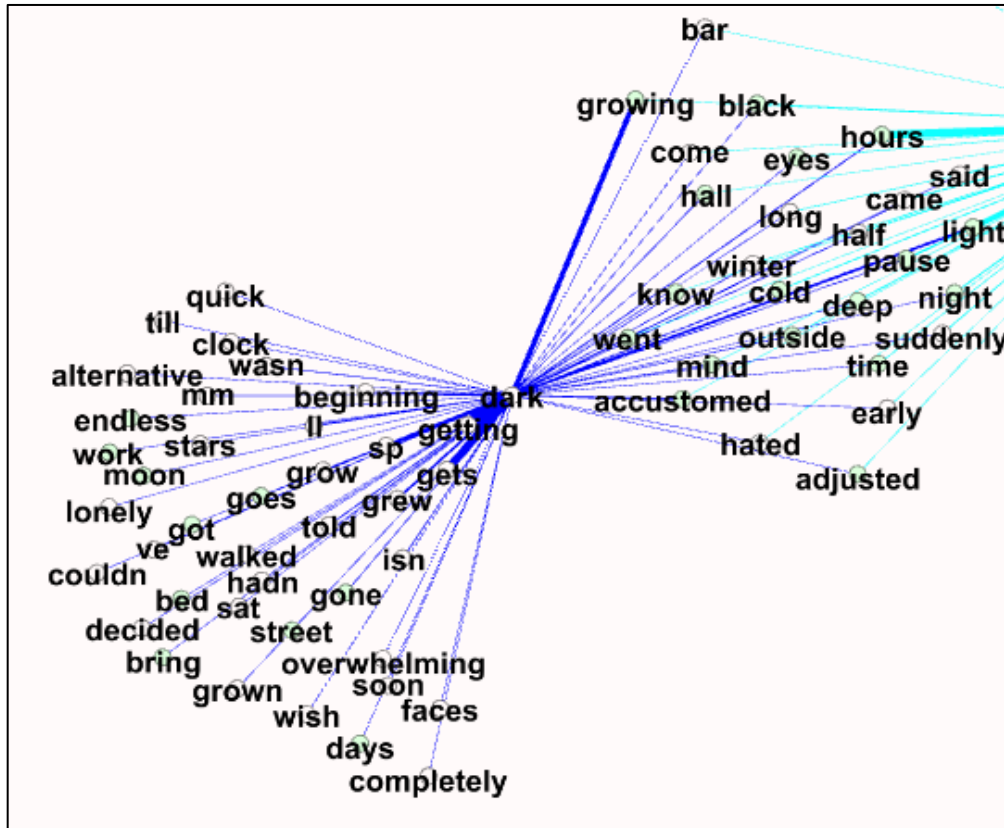 bar
growing
black
hours
come
eyes
said
hall
came
long
light
half
pause
winter
know
cold
night
deep
quick
till
went
outside
suddenly
clock
wasn
mind
time
alternative
mm
beginning
dark
accustomed
early
endless
ll
getting
stars
sp
hated
work
moon
grow
gets
adjusted
goes
grew
lonely
got
told
ve
walked
isn
couldn
hadn
bed
sat
gone
decided
street
bring
overwhelming
soon
grown
faces
wish
days
completely